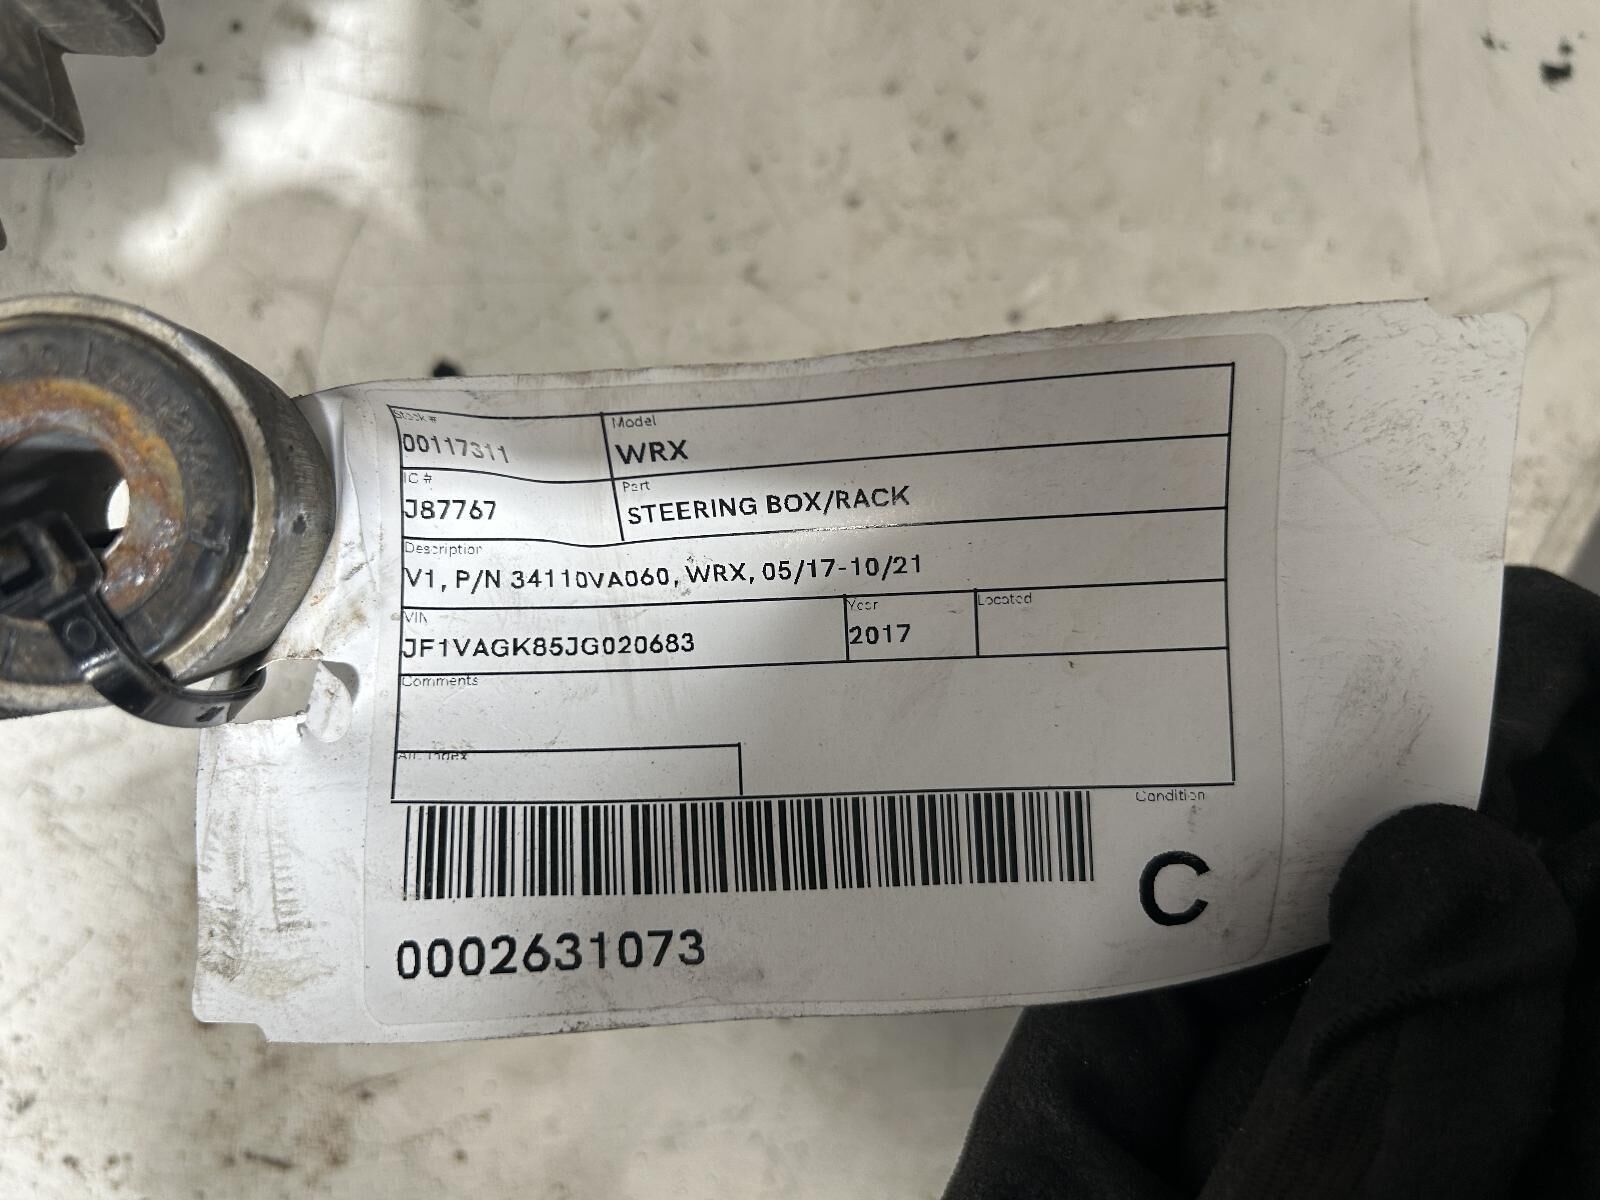 Stock #
00117311
Model
WRX
IC #
J87767
Part
STEERING BOX/RACK
Description
V1, P/N 34110VA060, WRX, 05/17-10/21
VIN
JF1VAGK85JG020683
Year
2017
Located
Comments
Alt. Index
Condition
C
0002631073